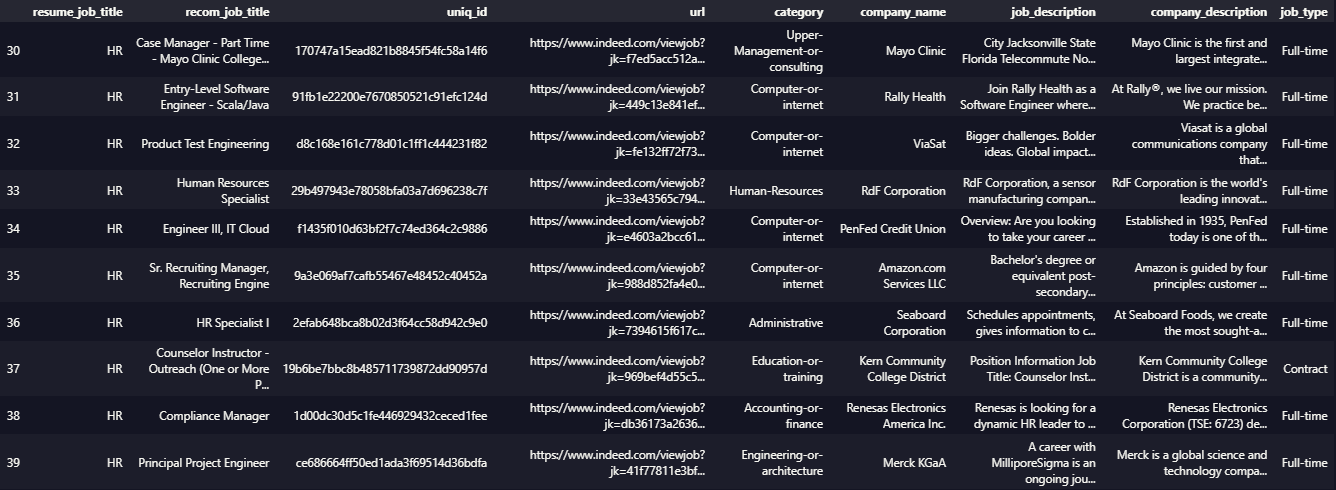 resume_job_title recom_job_title uniq_id url category company_name job_description company_description job_type
30 HR Case Manager - Part Time - Mayo Clinic College... 170747a15ead821b8845f54fc58a14f6 https://www.indeed.com/viewjob?jk=f7ed5acc512a... Upper-Management-or-consulting Mayo Clinic City Jacksonville State Florida Telecommute No... Mayo Clinic is the first and largest integrate... Full-time
31 HR Entry-Level Software Engineer - Scala/Java 91fb1e22200e7670850521c91efc124d https://www.indeed.com/viewjob?jk=449c13e841ef... Computer-or-internet Rally Health Join Rally Health as a Software Engineer where... At Rally®, we live our mission. We practice be... Full-time
32 HR Product Test Engineering d8c168e161c778d01c1ff1c444231f82 https://www.indeed.com/viewjob?jk=fe132ff72f73... Computer-or-internet ViaSat Bigger challenges. Bolder ideas. Global impact... Viasat is a global communications company that... Full-time
33 HR Human Resources Specialist 29b497943e78058bfa03a7d696238c7f https://www.indeed.com/viewjob?jk=33e43565c794... Human-Resources RdF Corporation RdF Corporation, a sensor manufacturing compan... RdF Corporation is the world's leading innovat... Full-time
34 HR Engineer III, IT Cloud f1435f010d63bf2f7c74ed364c2c9886 https://www.indeed.com/viewjob?jk=e4603a2bcc61... Computer-or-internet PenFed Credit Union Overview: Are you looking to take your career ... Established in 1935, PenFed today is one of th... Full-time
35 HR Sr. Recruiting Manager, Recruiting Engine 9a3e069af7cafb55467e48452c40452a https://www.indeed.com/viewjob?jk=988d852fa4e0... Computer-or-internet Amazon.com Services LLC Bachelor's degree or equivalent post-secondary... Amazon is guided by four principles: customer ... Full-time
36 HR HR Specialist I 2efab648bca8b02d3f64cc58d942c9e0 https://www.indeed.com/viewjob?jk=7394615f617c... Administrative Seaboard Corporation Schedules appointments, gives information to c... At Seaboard Foods, we create the most sought-a... Full-time
37 HR Counselor Instructor - Outreach (One or More P... 19b6be7bbc8b485711739872dd90957d https://www.indeed.com/viewjob?jk=969bef4d55c5... Education-or-training Kern Community College District Position Information Job Title: Counselor Inst... Kern Community College District is a community... Contract
38 HR Compliance Manager 1d00dc30d5c1fe446929432ceced1fee https://www.indeed.com/viewjob?jk=db36173a2636... Accounting-or-finance Renesas Electronics America Inc. Renesas is looking for a dynamic HR leader to ... Renesas Electronics Corporation (TSE: 6723) de... Full-time
39 HR Principal Project Engineer ce686664ff50ed1ada3f69514d36bdfa https://www.indeed.com/viewjob?jk=41f77811e3bf... Engineering-or-architecture Merck KGaA A career with MilliporeSigma is an ongoing jou... Merck is a global science and technology compa... Full-time